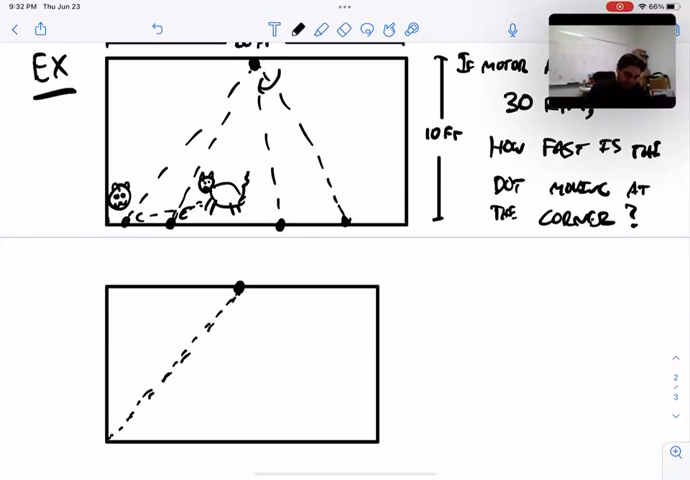 9:32 PM Thu Jun 23
66%
T
EX
IF MOTOR
30
10 FT
HOW FAST IS THE
DOT MOVING AT
THE CORNER?
2
/
3